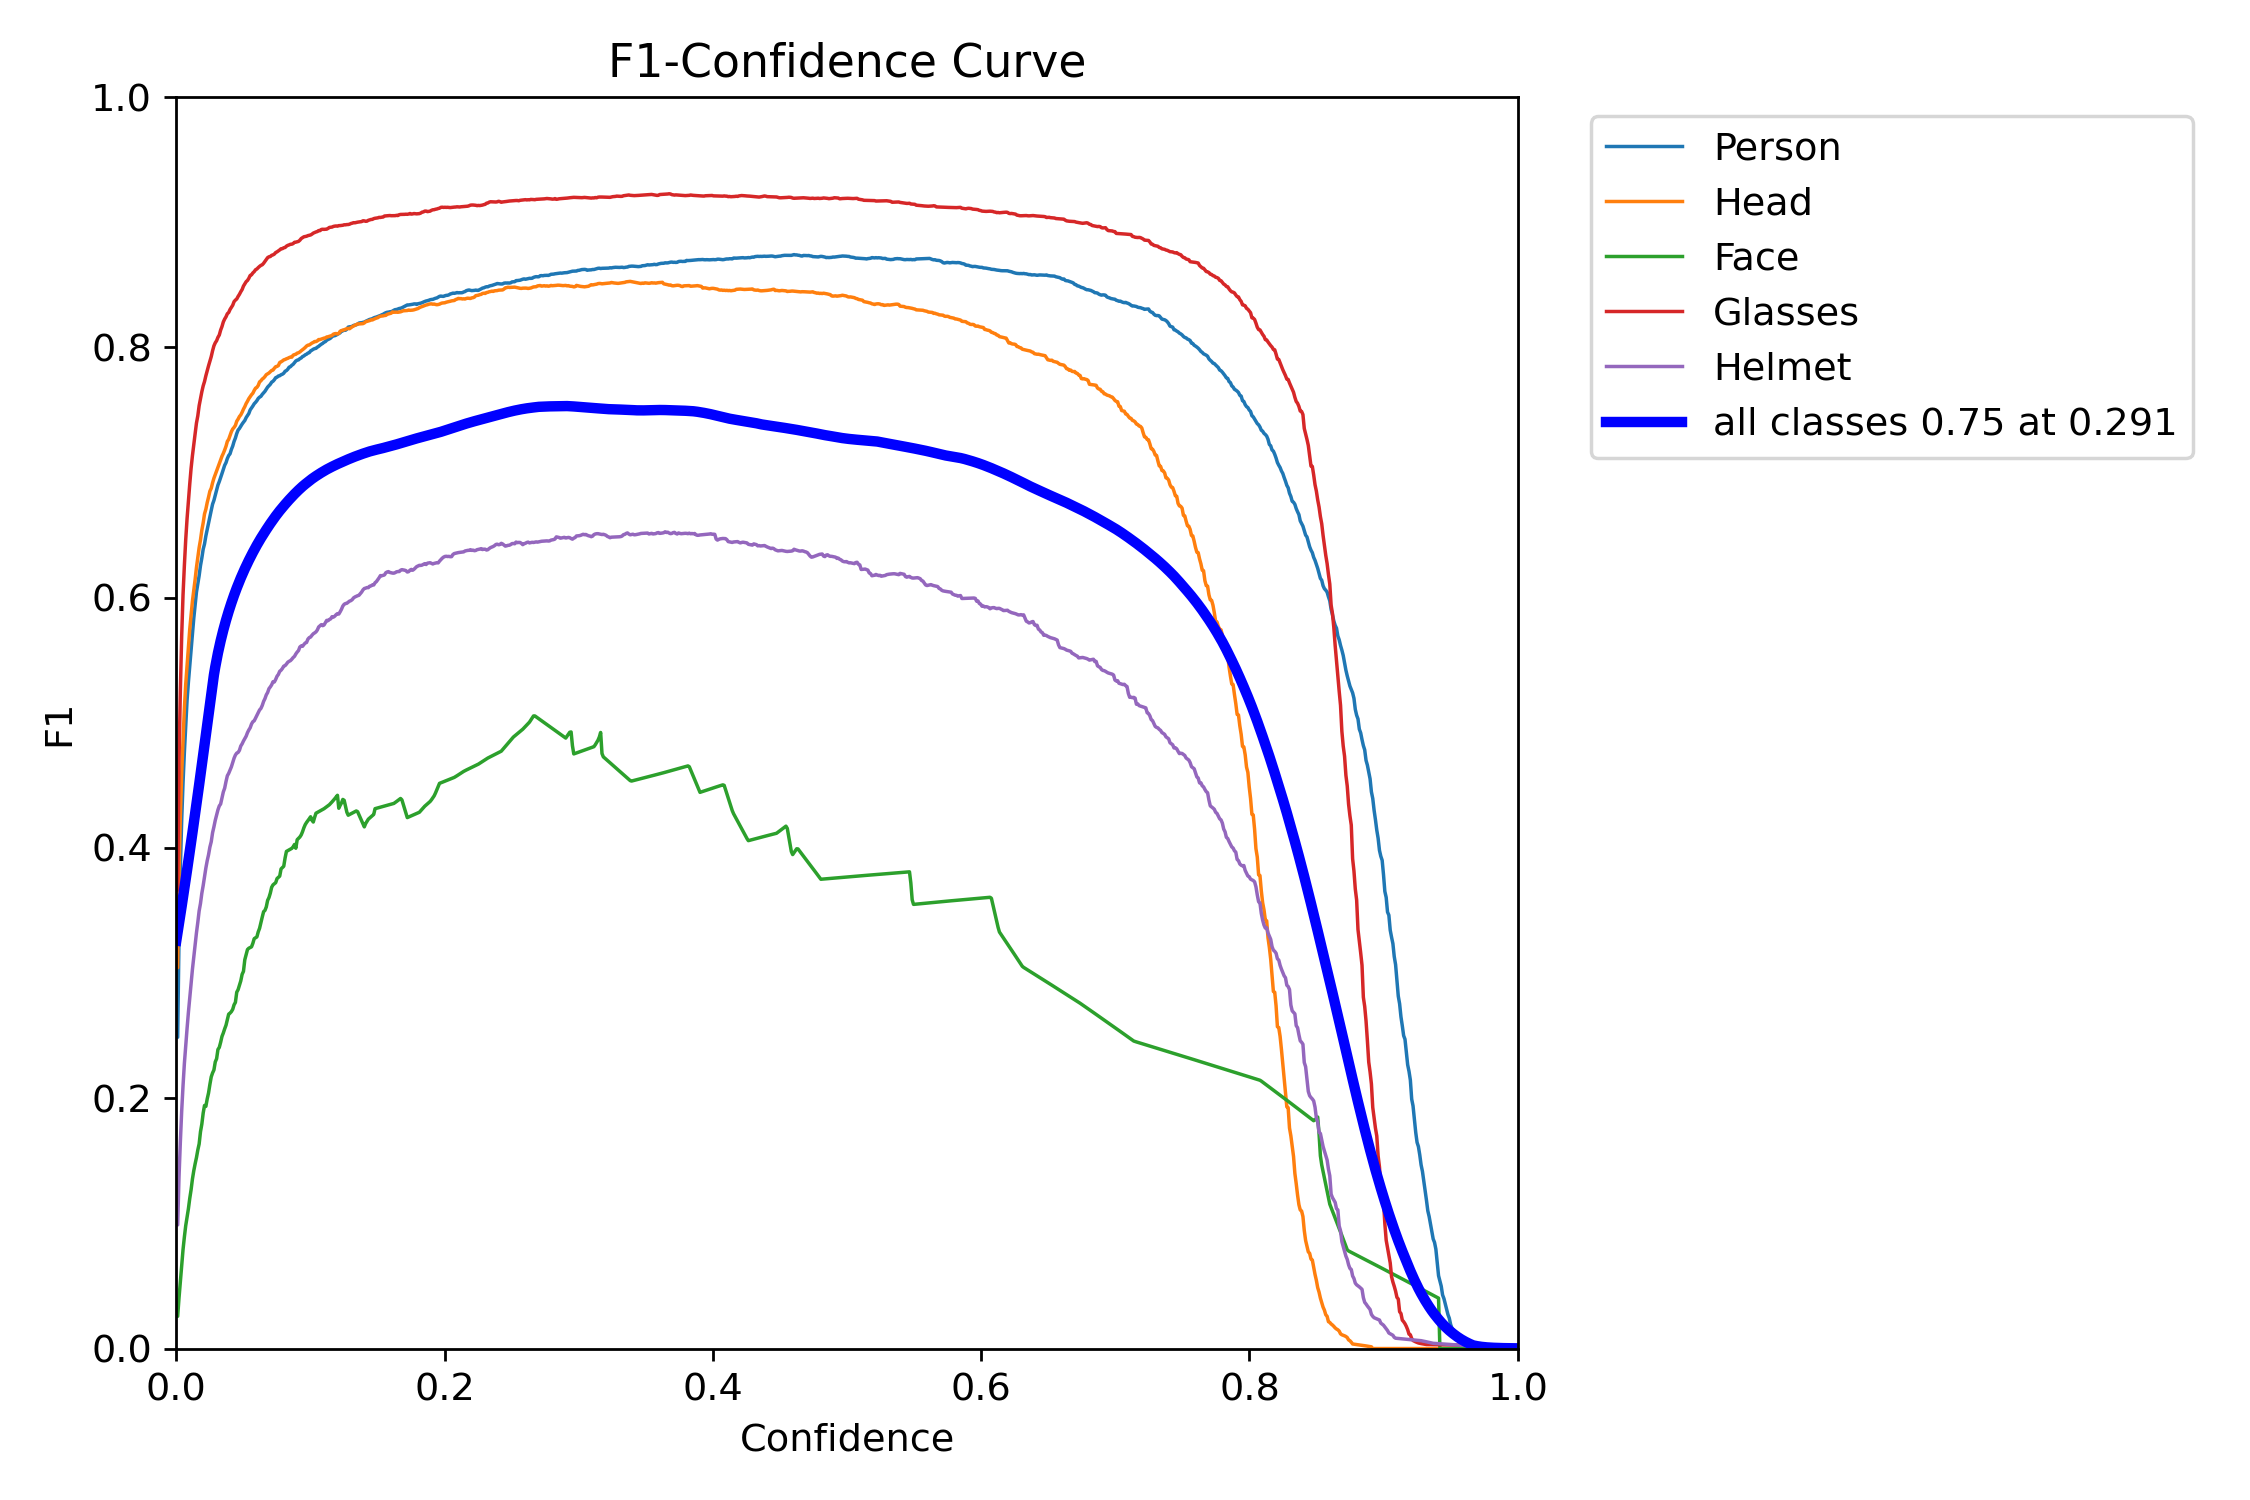 F1-Confidence Curve
1.0
0.8
0.6
0.4
0.2
0.0
F1
0.0 0.2 0.4 0.6 0.8 1.0
Confidence
Person
Head
Face
Glasses
Helmet
all classes 0.75 at 0.291